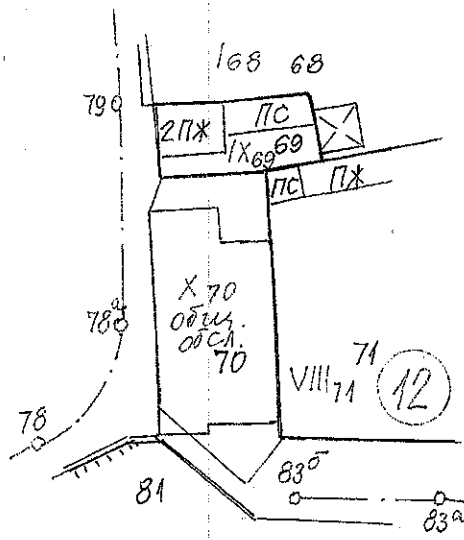 168 68
79
2ПЖ
ПС
IX69 69
ПС ПЖ
X 70
общ.
обсл.
70
78а
71
VIII71
12
78
81
83б
83а